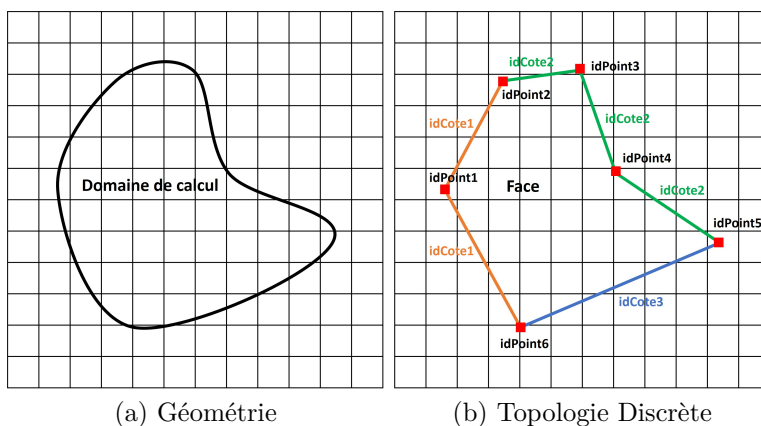 Domaine de calcul
(a) Géométrie
idCote2
idPoint3
idPoint2
idCote1
idCote2
idPoint4
idPoint1
Face
idCote2
idPoint5
idCote1
idCote3
idPoint6
(b) Topologie Discrète